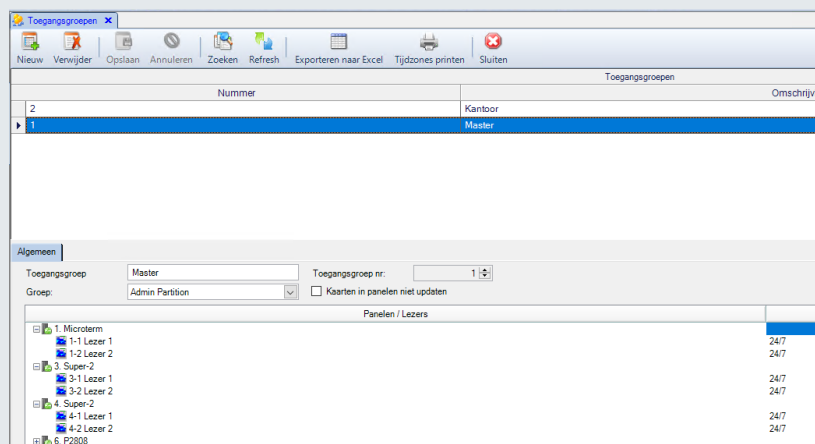 Toegangsgroepen
Nieuw Verwijder Opslaan Annuleren Zoeken Refresh Exporteren naar Excel Tijdzones printen Sluiten
Toegangsgroepen
Nummer Omschrijv
2 Kantoor
1 Master
Algemeen
Toegangsgroep Master Toegangsgroep nr: 1
Groep: Admin Partition Kaarten in panelen niet updaten
Panelen / Lezers
1. Microterm
1-1 Lezer 1 24/7
1-2 Lezer 2 24/7
3. Super-2
3-1 Lezer 1 24/7
3-2 Lezer 2 24/7
4. Super-2
4-1 Lezer 1 24/7
4-2 Lezer 2 24/7
6. P2808